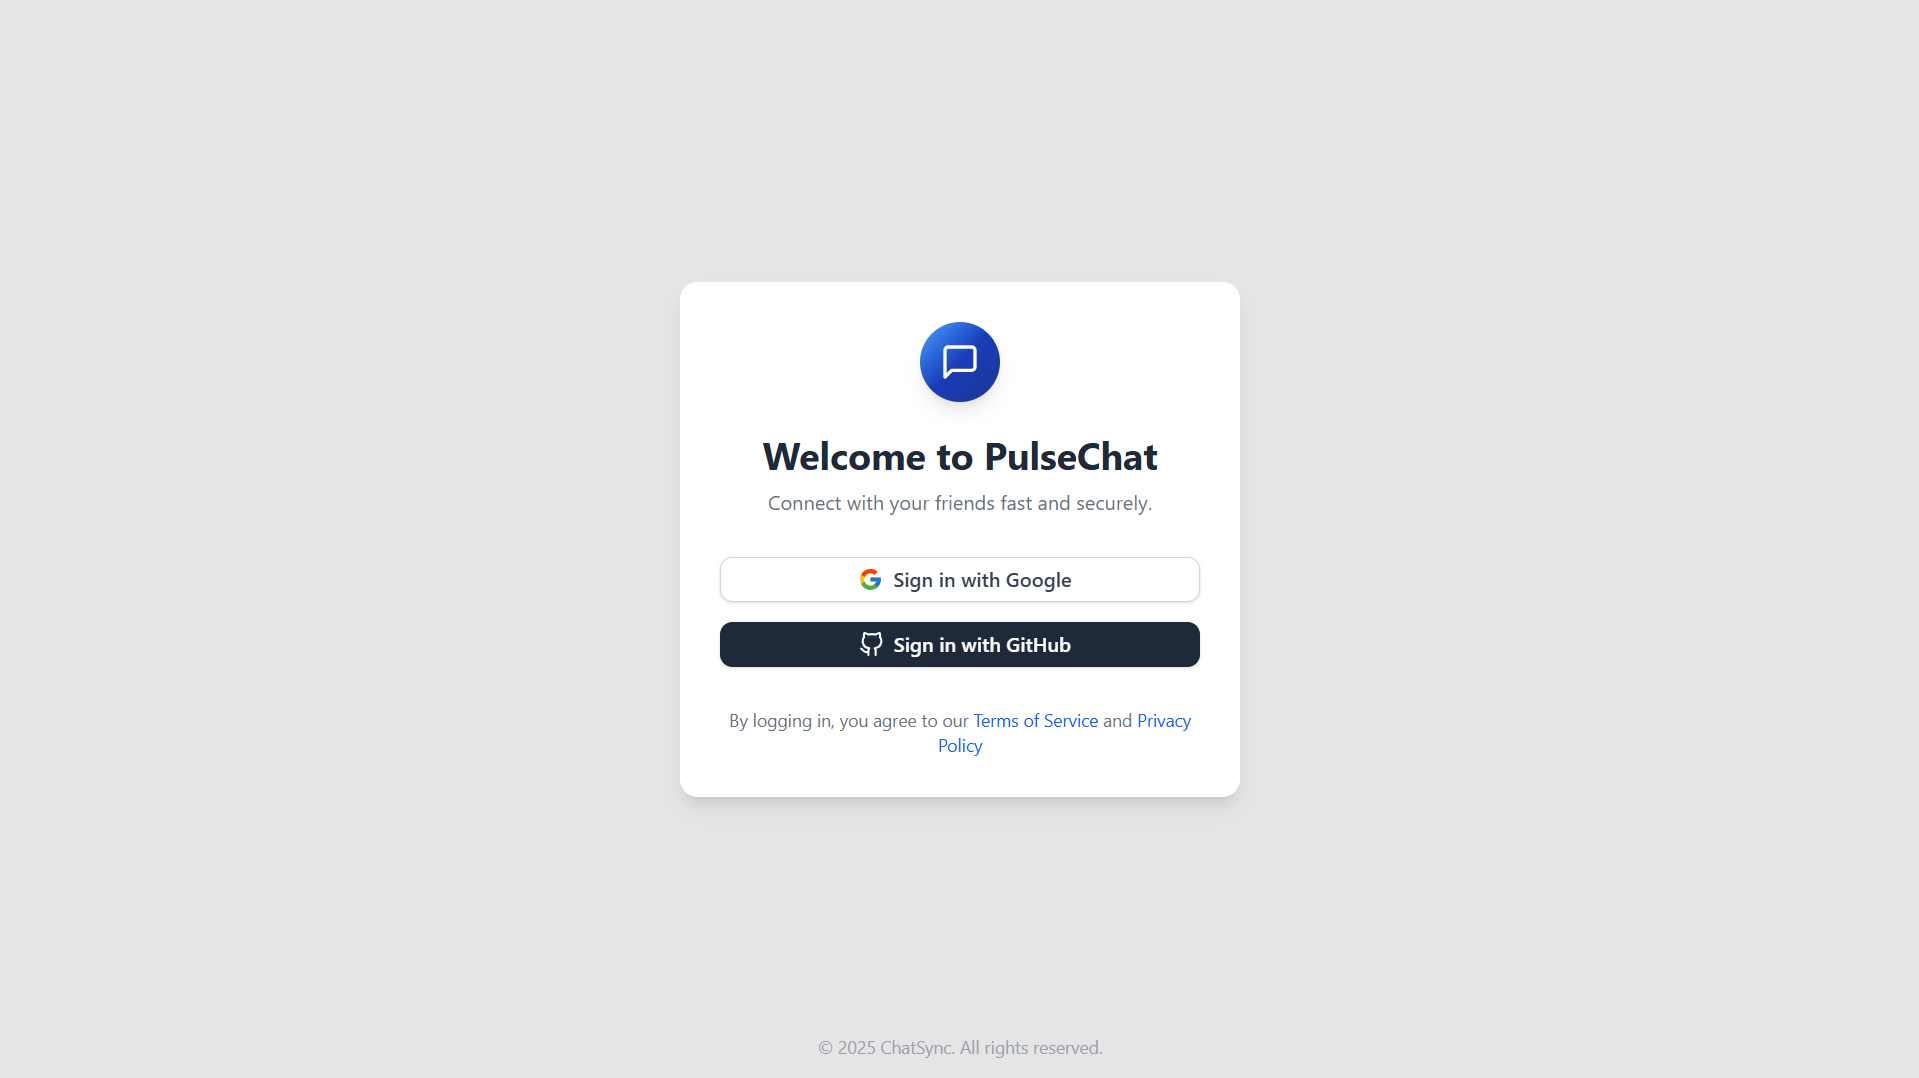 Welcome to PulseChat
Connect with your friends fast and securely.
Sign in with Google
Sign in with GitHub
By logging in, you agree to our Terms of Service and Privacy
Policy
© 2025 ChatSync. All rights reserved.